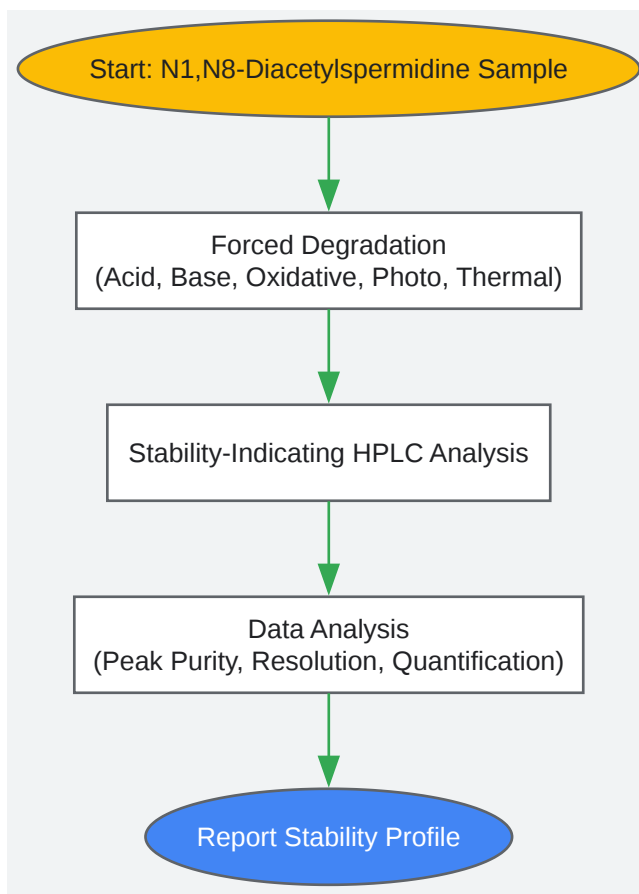 Start: N1,N8-Diacetylspermidine Sample
Forced Degradation
(Acid, Base, Oxidative, Photo, Thermal)
Stability-Indicating HPLC Analysis
Data Analysis
(Peak Purity, Resolution, Quantification)
Report Stability Profile